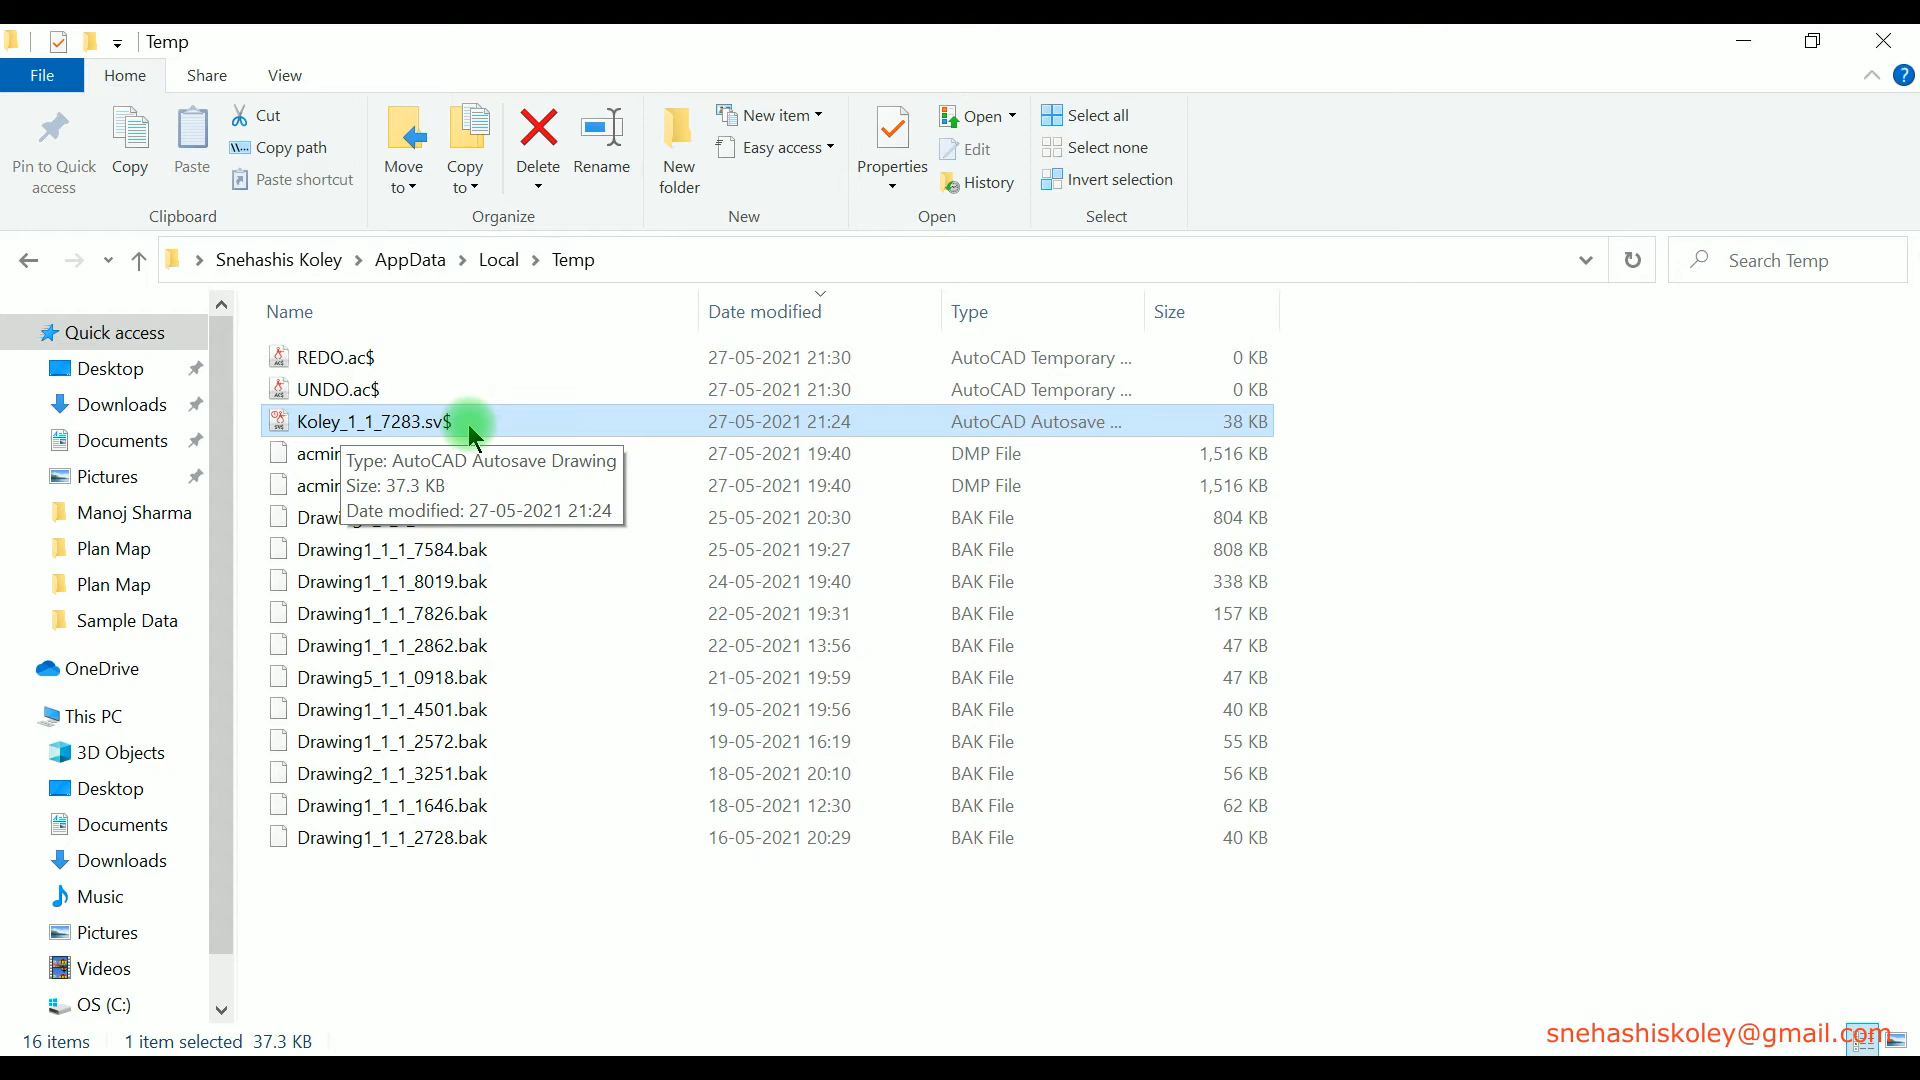 Temp
File Home Share View
Pin to Quick access
Copy
Paste
Cut
Copy path
Paste shortcut
Clipboard
Move to
Copy to
Delete
Rename
Organize
New folder
New item
Easy access
New
Properties
Open
Edit
History
Open
Select all
Select none
Invert selection
Select
Snehashis Koley > AppData > Local > Temp
Search Temp
Quick access
Desktop
Downloads
Documents
Pictures
Manoj Sharma
Plan Map
Plan Map
Sample Data
OneDrive
This PC
3D Objects
Desktop
Documents
Downloads
Music
Pictures
Videos
OS (C:)
Name Date modified Type Size
REDO.ac$ 27-05-2021 21:30 AutoCAD Temporary ... 0 KB
UNDO.ac$ 27-05-2021 21:30 AutoCAD Temporary ... 0 KB
Koley_1_1_7283.sv$ 27-05-2021 21:24 AutoCAD Autosave ... 38 KB
27-05-2021 19:40 DMP File 1,516 KB
27-05-2021 19:40 DMP File 1,516 KB
25-05-2021 20:30 BAK File 804 KB
Type: AutoCAD Autosave Drawing
Size: 37.3 KB
Date modified: 27-05-2021 21:24
Drawing1_1_1_7584.bak 25-05-2021 19:27 BAK File 808 KB
Drawing1_1_1_8019.bak 24-05-2021 19:40 BAK File 338 KB
Drawing1_1_1_7826.bak 22-05-2021 19:31 BAK File 157 KB
Drawing1_1_1_2862.bak 22-05-2021 13:56 BAK File 47 KB
Drawing5_1_1_0918.bak 21-05-2021 19:59 BAK File 47 KB
Drawing1_1_1_4501.bak 19-05-2021 19:56 BAK File 40 KB
Drawing1_1_1_2572.bak 19-05-2021 16:19 BAK File 55 KB
Drawing2_1_1_3251.bak 18-05-2021 20:10 BAK File 56 KB
Drawing1_1_1_1646.bak 18-05-2021 12:30 BAK File 62 KB
Drawing1_1_1_2728.bak 16-05-2021 20:29 BAK File 40 KB
16 items 1 item selected 37.3 KB
snehashiskoley@gmail.com